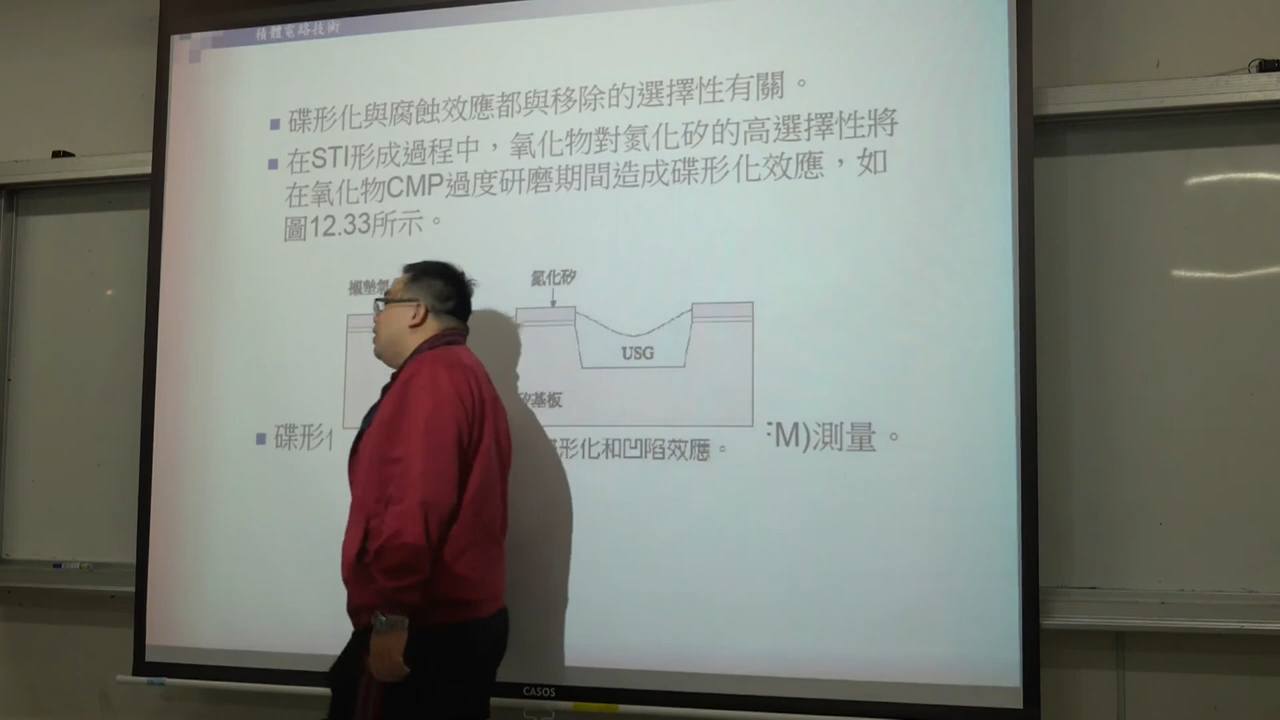 積體電路技術
碟形化與腐蝕效應都與移除的選擇性有關。
在STI形成過程中，氧化物對氮化矽的高選擇性將
在氧化物CMP過度研磨期間造成碟形化效應，如
圖12.33所示。
襯墊氧
氮化矽
USG
矽基板
碟形化和凹陷效應。
碟形 M)測量。
CASOS